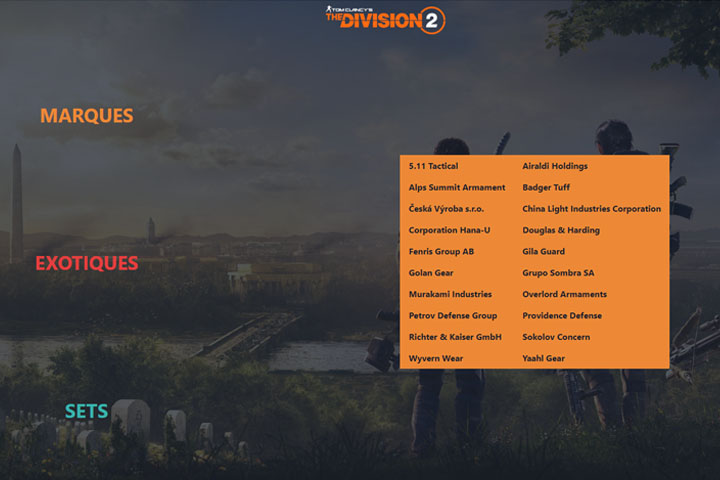 TOM CLANCY'S
THE DIVISION 2
MARQUES
5.11 Tactical Airaldi Holdings
Alps Summit Armament Badger Tuff
Česká Výroba s.r.o. China Light Industries Corporation
Corporation Hana-U Douglas & Harding
EXOTIQUES
Fenris Group AB Gila Guard
Golan Gear Grupo Sombra SA
Murakami Industries Overlord Armaments
Petrov Defense Group Providence Defense
Richter & Kaiser GmbH Sokolov Concern
Wyvern Wear Yaahl Gear
SETS